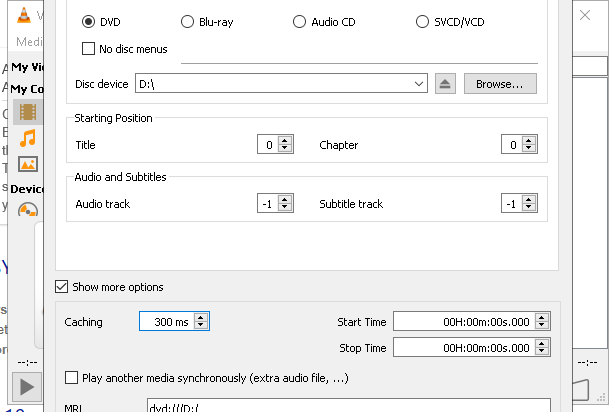 DVD Blu-ray Audio CD SVCD/VCD
Medi
No disc menus
My Vi
Disc device D:\ Browse...
My Co
Starting Position
Title 0 Chapter 0
Audio and Subtitles
Device
Audio track -1 Subtitle track -1
Show more options
Caching 300 ms Start Time 00H:00m:00s.000
Stop Time 00H:00m:00s.000
--:-- --:--
Play another media synchronously (extra audio file, ...)
MRL dvd:///D:/